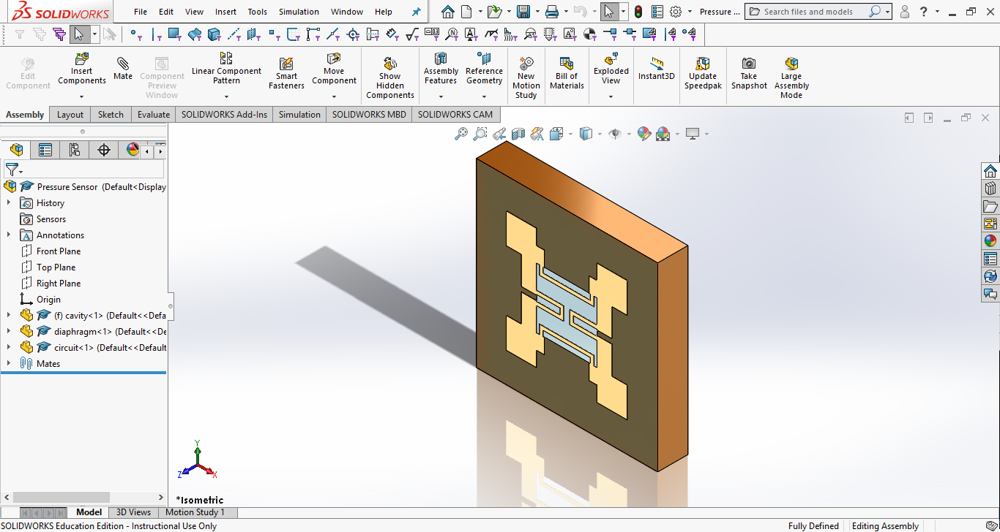 SOLIDWORKS File Edit View Insert Tools Simulation Window Help Pressure ... Search files and models ?
Edit Component
Insert Components
Mate
Component Preview Window
Linear Component Pattern
Smart Fasteners
Move Component
Show Hidden Components
Assembly Features
Reference Geometry
New Motion Study
Bill of Materials
Exploded View
Instant3D
Update Speedpak
Take Snapshot
Large Assembly Mode
Assembly Layout Sketch Evaluate SOLIDWORKS Add-Ins Simulation SOLIDWORKS MBD SOLIDWORKS CAM
Pressure Sensor (Default<Display
History
Sensors
Annotations
Front Plane
Top Plane
Right Plane
Origin
(f) cavity<1> (Default<<Defa
diaphragm<1> (Default<<De
circuit<1> (Default<<Default
Mates
Y
Z X
*Isometric
Model 3D Views Motion Study 1
SOLIDWORKS Education Edition - Instructional Use Only Fully Defined Editing Assembly